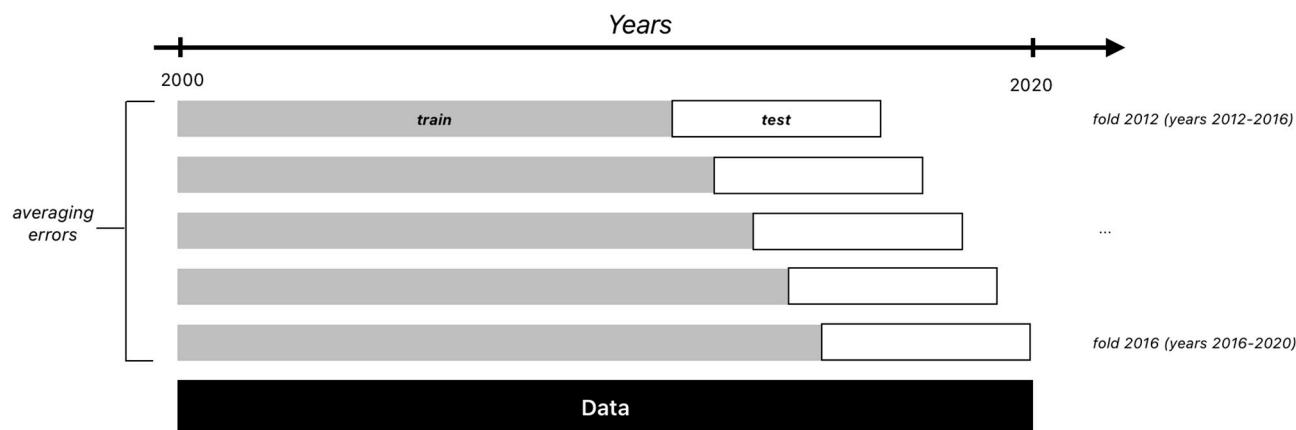 Years
2000
2020
train
test
fold 2012 (years 2012-2016)
averaging
errors
...
fold 2016 (years 2016-2020)
Data